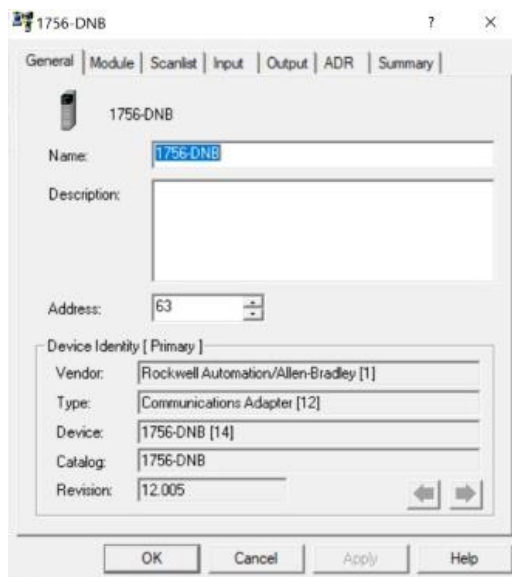 1756-DNB ? ×
General Module Scanlist Input Output ADR Summary
1756-DNB
Name: 1756-DNB
Description:
Address: 63
Device Identity [ Primary ]
Vendor: Rockwell Automation/Allen-Bradley [1]
Type: Communications Adapter [12]
Device: 1756-DNB [14]
Catalog: 1756-DNB
Revision: 12.005
OK Cancel Apply Help